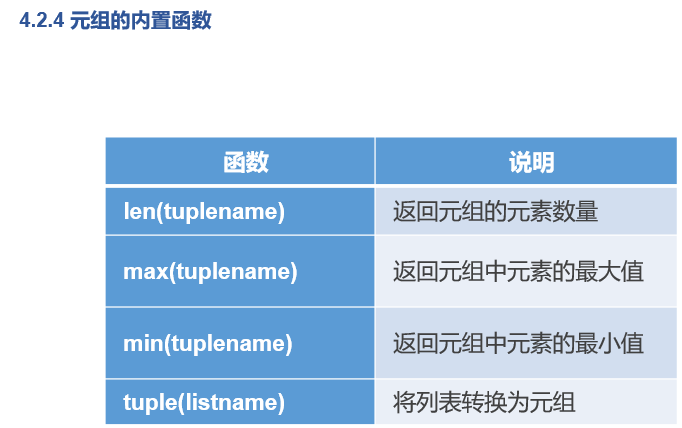 4.2.4 元组的内置函数
函数 说明
len(tuplename) 返回元组的元素数量
max(tuplename) 返回元组中元素的最大值
min(tuplename) 返回元组中元素的最小值
tuple(listname) 将列表转换为元组